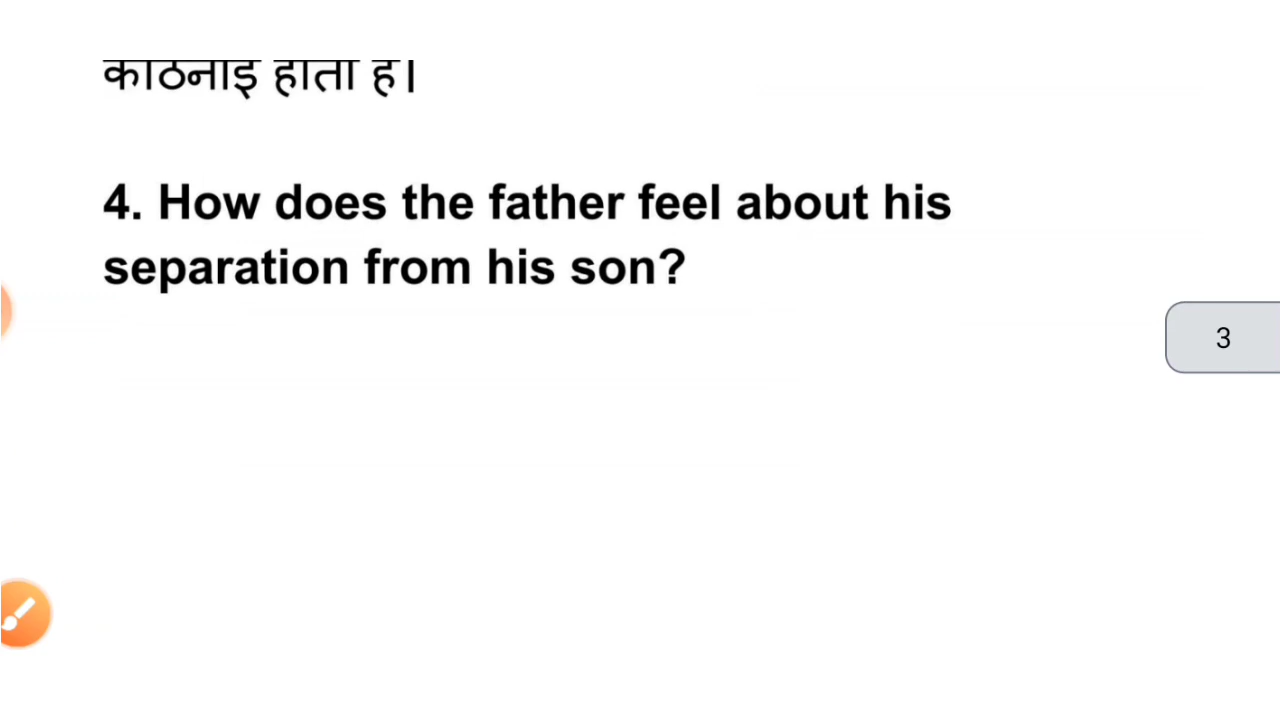 कठिनाई होती है।
4. How does the father feel about his
separation from his son?
3